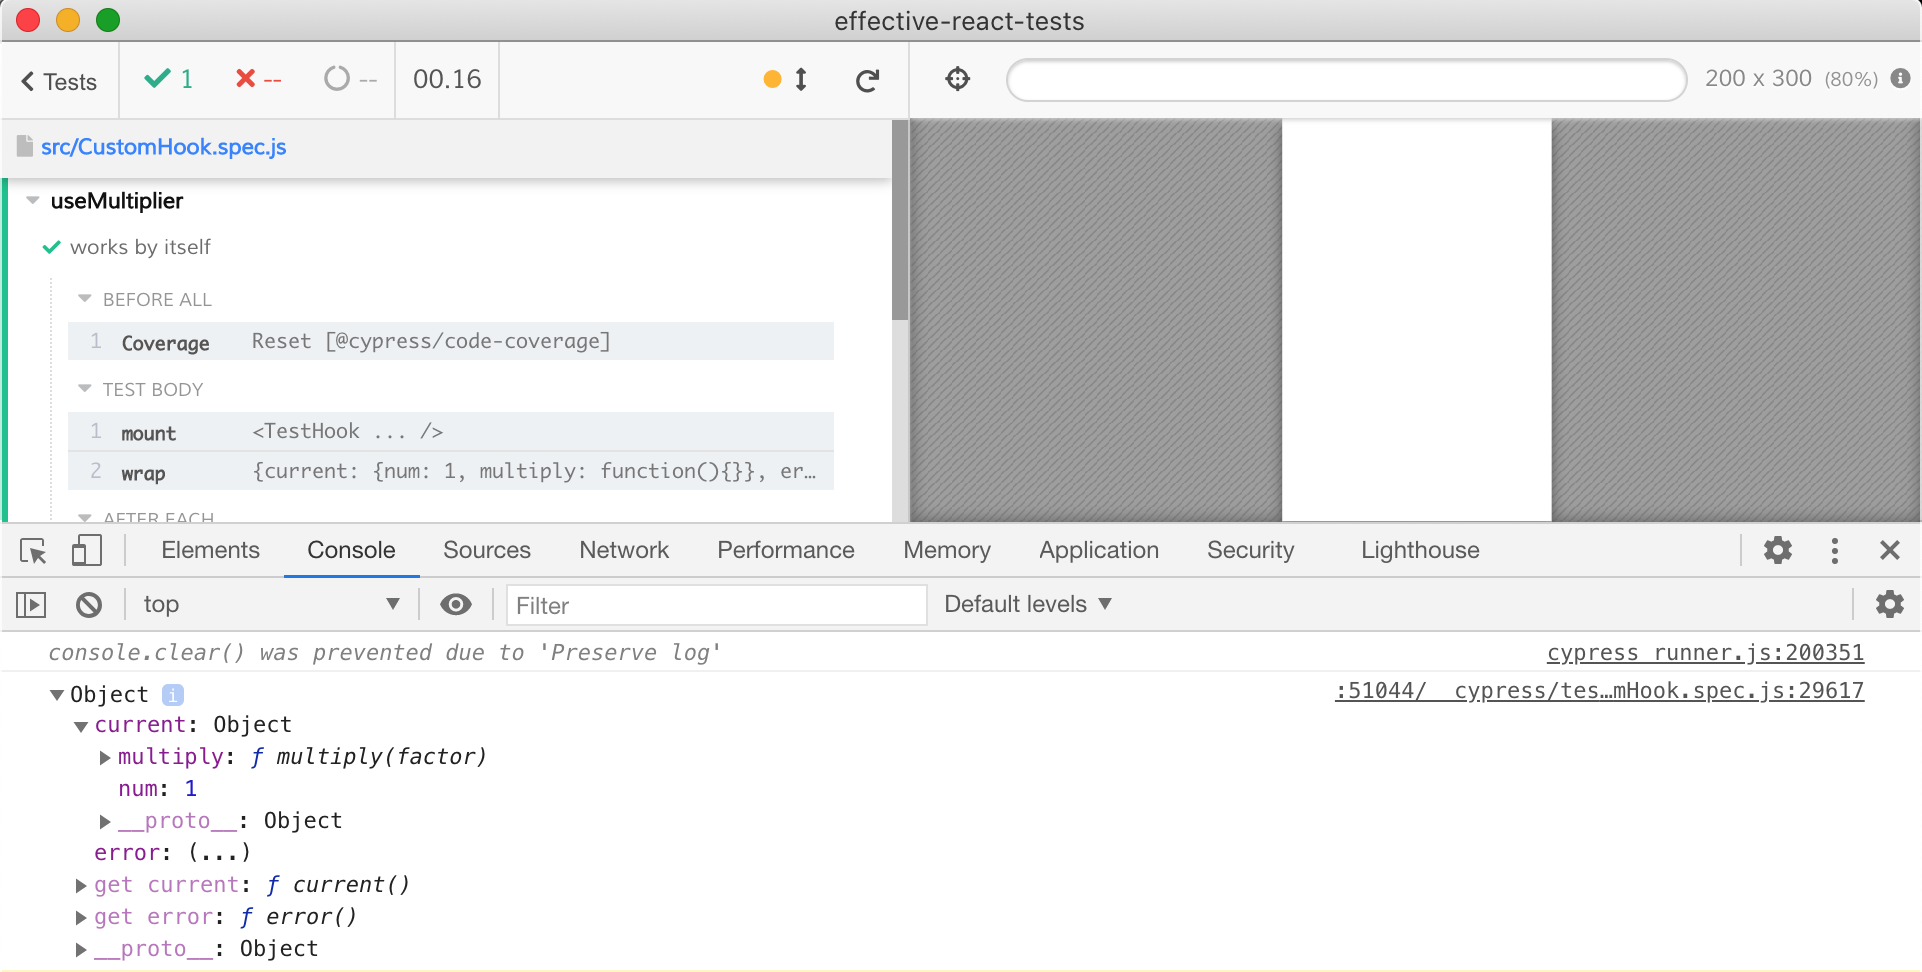 effective-react-tests
Tests
1
--
--
00.16
200 x 300 (80%)
src/CustomHook.spec.js
useMultiplier
works by itself
BEFORE ALL
1 Coverage Reset [@cypress/code-coverage]
TEST BODY
1 mount <TestHook ... />
2 wrap {current: {num: 1, multiply: function(){}}, er…
AFTER EACH
Elements Console Sources Network Performance Memory Application Security Lighthouse
top Filter Default levels
console.clear() was prevented due to 'Preserve log' cypress_runner.js:200351
Object i :51044/__cypress/tes…mHook.spec.js:29617
current: Object
multiply: ƒ multiply(factor)
num: 1
__proto__: Object
error: (...)
get current: ƒ current()
get error: ƒ error()
__proto__: Object